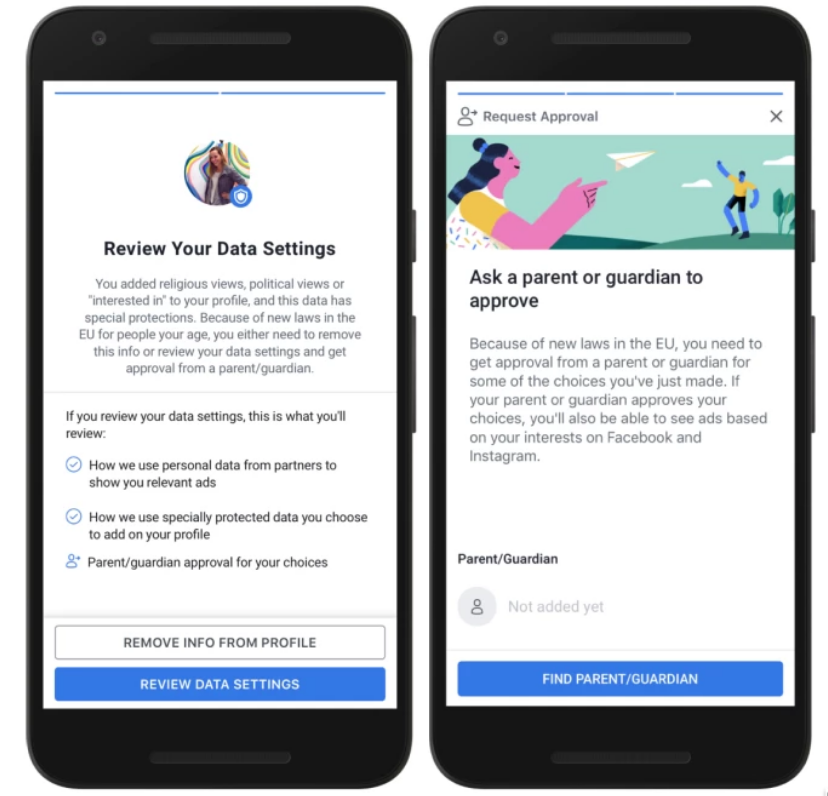 Review Your Data Settings
You added religious views, political views or
"interested in" to your profile, and this data has
special protections. Because of new laws in the
EU for people your age, you either need to remove
this info or review your data settings and get
approval from a parent/guardian.
If you review your data settings, this is what you'll
review:
How we use personal data from partners to
show you relevant ads
How we use specially protected data you choose
to add on your profile
Parent/guardian approval for your choices
REMOVE INFO FROM PROFILE
REVIEW DATA SETTINGS
Request Approval
Ask a parent or guardian to
approve
Because of new laws in the EU, you need to
get approval from a parent or guardian for
some of the choices you've just made. If
your parent or guardian approves your
choices, you'll also be able to see ads based
on your interests on Facebook and
Instagram.
Parent/Guardian
Not added yet
FIND PARENT/GUARDIAN